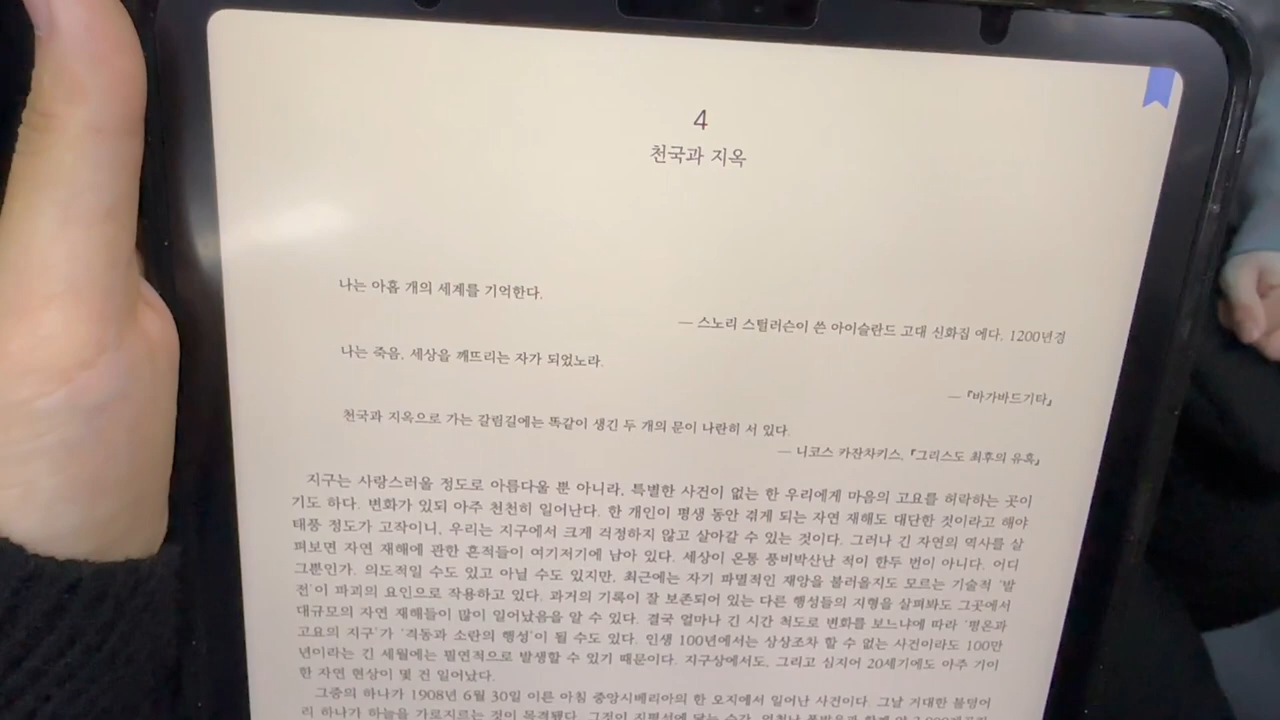 4
천국과 지옥
나는 아홉 개의 세계를 기억한다.
— 스노리 스털러슨이 쓴 아이슬란드 고대 신화집 에다, 1200년경
나는 죽음, 세상을 깨뜨리는 자가 되었노라.
— 『바가바드기타』
천국과 지옥으로 가는 갈림길에는 똑같이 생긴 두 개의 문이 나란히 서 있다.
— 니코스 카잔차키스, 『그리스도 최후의 유혹』
지구는 사랑스러울 정도로 아름다울 뿐 아니라, 특별한 사건이 없는 한 우리에게 마음의 고요를 허락하는 곳이
기도 하다. 변화가 있되 아주 천천히 일어난다. 한 개인이 평생 동안 겪게 되는 자연 재해도 대단한 것이라고 해야
태풍 정도가 고작이니, 우리는 지구에서 크게 걱정하지 않고 살아갈 수 있는 것이다. 그러나 긴 자연의 역사를 살
펴보면 자연 재해에 관한 흔적들이 여기저기에 남아 있다. 세상이 온통 풍비박산난 적이 한두 번이 아니다. 어디
그뿐인가. 의도적일 수도 있고 아닐 수도 있지만, 최근에는 자기 파멸적인 재앙을 불러올지도 모르는 기술적 '발
전'이 파괴의 요인으로 작용하고 있다. 과거의 기록이 잘 보존되어 있는 다른 행성들의 지형을 살펴봐도 그곳에서
대규모의 자연 재해들이 많이 일어났음을 알 수 있다. 결국 얼마나 긴 시간 척도로 변화를 보느냐에 따라 '평온과
고요의 지구'가 '격동과 소란의 행성'이 될 수도 있다. 인생 100년에서는 상상조차 할 수 없는 사건이라도 100만
년이라는 긴 세월에는 필연적으로 발생할 수 있기 때문이다. 지구상에서도, 그리고 심지어 20세기에도 아주 기이
한 자연 현상이 몇 건 일어났다.
그중의 하나가 1908년 6월 30일 이른 아침 중앙시베리아의 한 오지에서 일어난 사건이다. 그날 거대한 불덩어
리 하나가 하늘을 가로지르는 것이 목격됐다. 그것이 지평선에 닿는 순간,